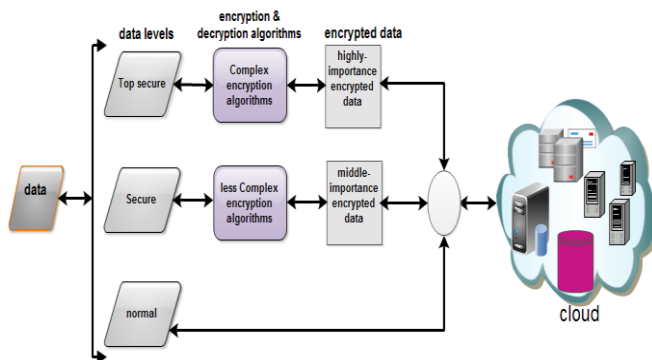 data levels
encryption &
decryption algorithms
encrypted data
Top secure
Complex
encryption
algorithms
highly-
importance
encrypted
data
data
Secure
less Complex
encryption
algorithms
middle-
importance
encrypted
data
normal
cloud